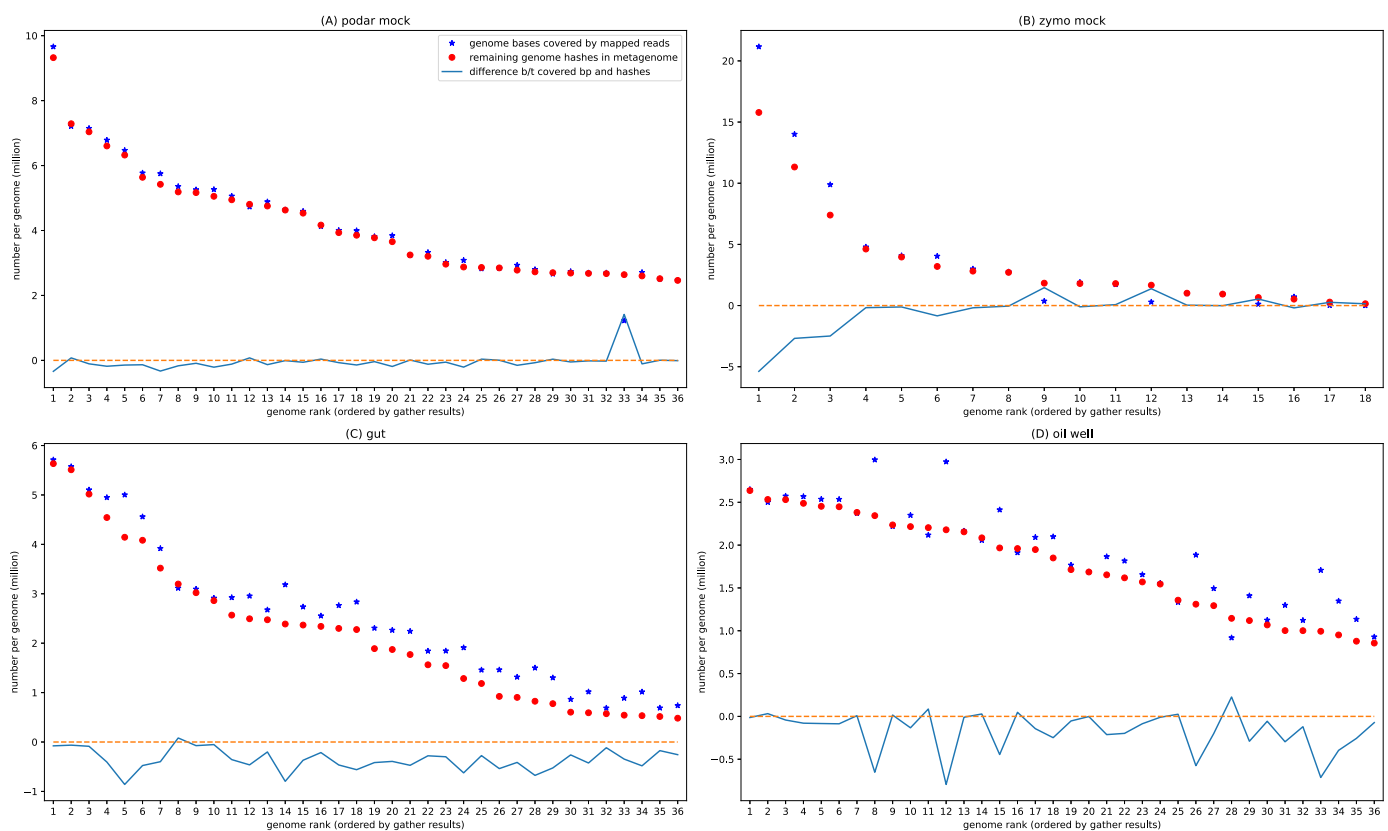 (A) podar mock
number per genome (million)
10
8
6
4
2
0
genome bases covered by mapped reads
remaining genome hashes in metagenome
difference b/t covered bp and hashes
1 2 3 4 5 6 7 8 9 10 11 12 13 14 15 16 17 18 19 20 21 22 23 24 25 26 27 28 29 30 31 32 33 34 35 36
genome rank (ordered by gather results)
(B) zymo mock
number per genome (million)
20
15
10
5
0
−5
1 2 3 4 5 6 7 8 9 10 11 12 13 14 15 16 17 18
genome rank (ordered by gather results)
(C) gut
number per genome (million)
6
5
4
3
2
1
0
−1
1 2 3 4 5 6 7 8 9 10 11 12 13 14 15 16 17 18 19 20 21 22 23 24 25 26 27 28 29 30 31 32 33 34 35 36
genome rank (ordered by gather results)
(D) oil well
number per genome (million)
3.0
2.5
2.0
1.5
1.0
0.5
0.0
−0.5
1 2 3 4 5 6 7 8 9 10 11 12 13 14 15 16 17 18 19 20 21 22 23 24 25 26 27 28 29 30 31 32 33 34 35 36
genome rank (ordered by gather results)